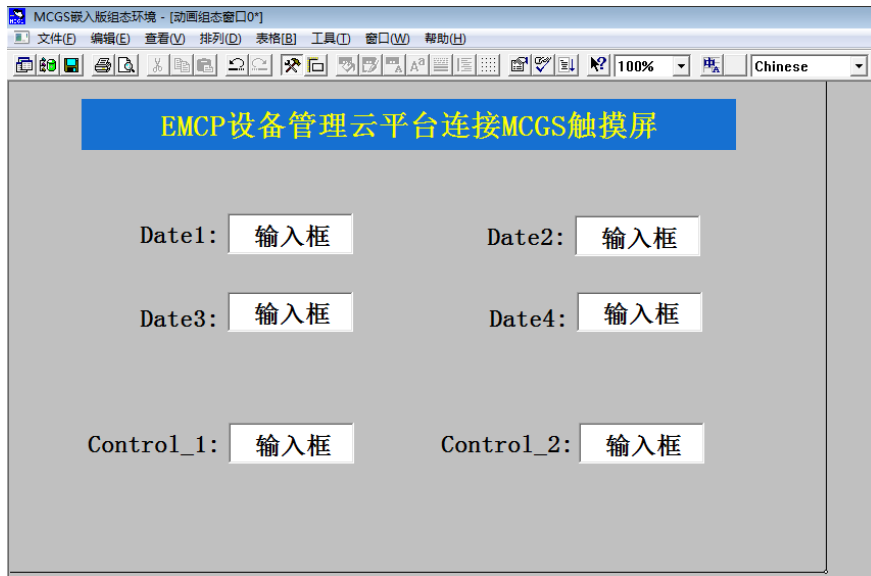 MCGS嵌入版组态环境 - [动画组态窗口0*]
文件(F) 编辑(E) 查看(V) 排列(D) 表格[B] 工具(T) 窗口(W) 帮助(H)
100% Chinese
EMCP设备管理云平台连接MCGS触摸屏
Date1: 输入框 Date2: 输入框
Date3: 输入框 Date4: 输入框
Control_1: 输入框 Control_2: 输入框